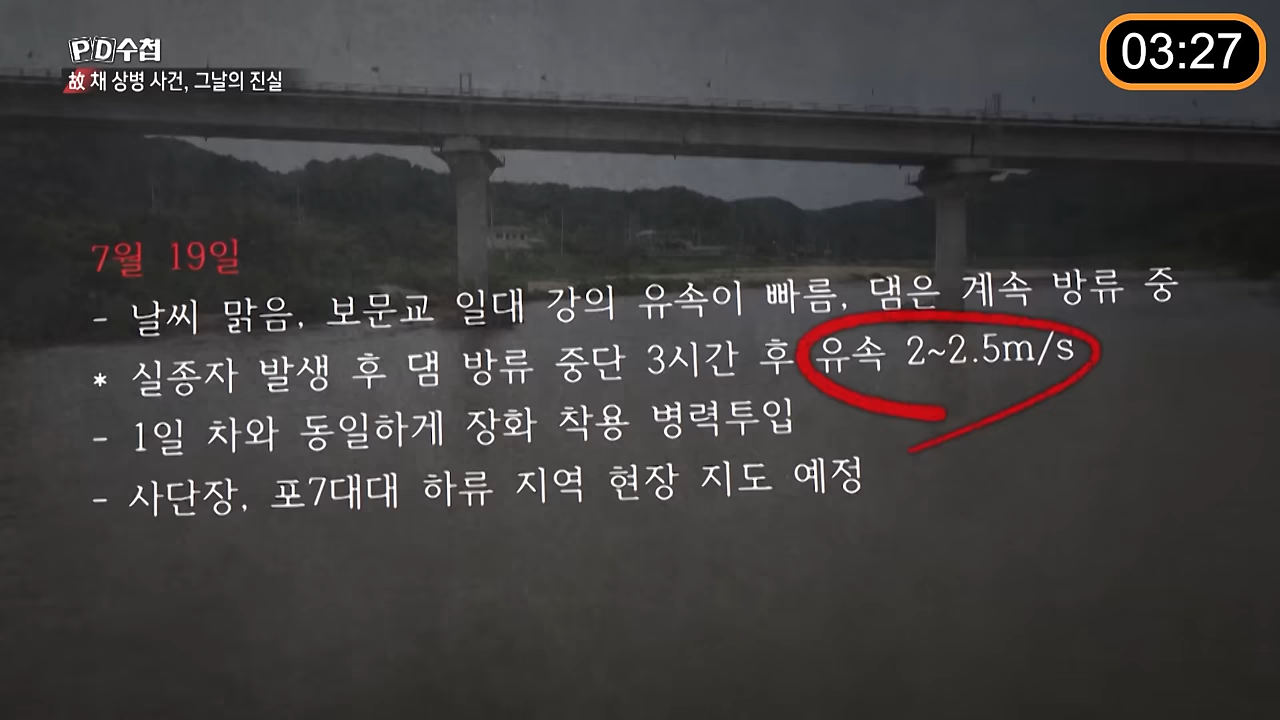 PD수첩
故 채 상병 사건, 그날의 진실
03:27
7월 19일
- 날씨 맑음, 보문교 일대 강의 유속이 빠름, 댐은 계속 방류 중
* 실종자 발생 후 댐 방류 중단 3시간 후 유속 2~2.5m/s
- 1일 차와 동일하게 장화 착용 병력투입
- 사단장, 포7대대 하류 지역 현장 지도 예정